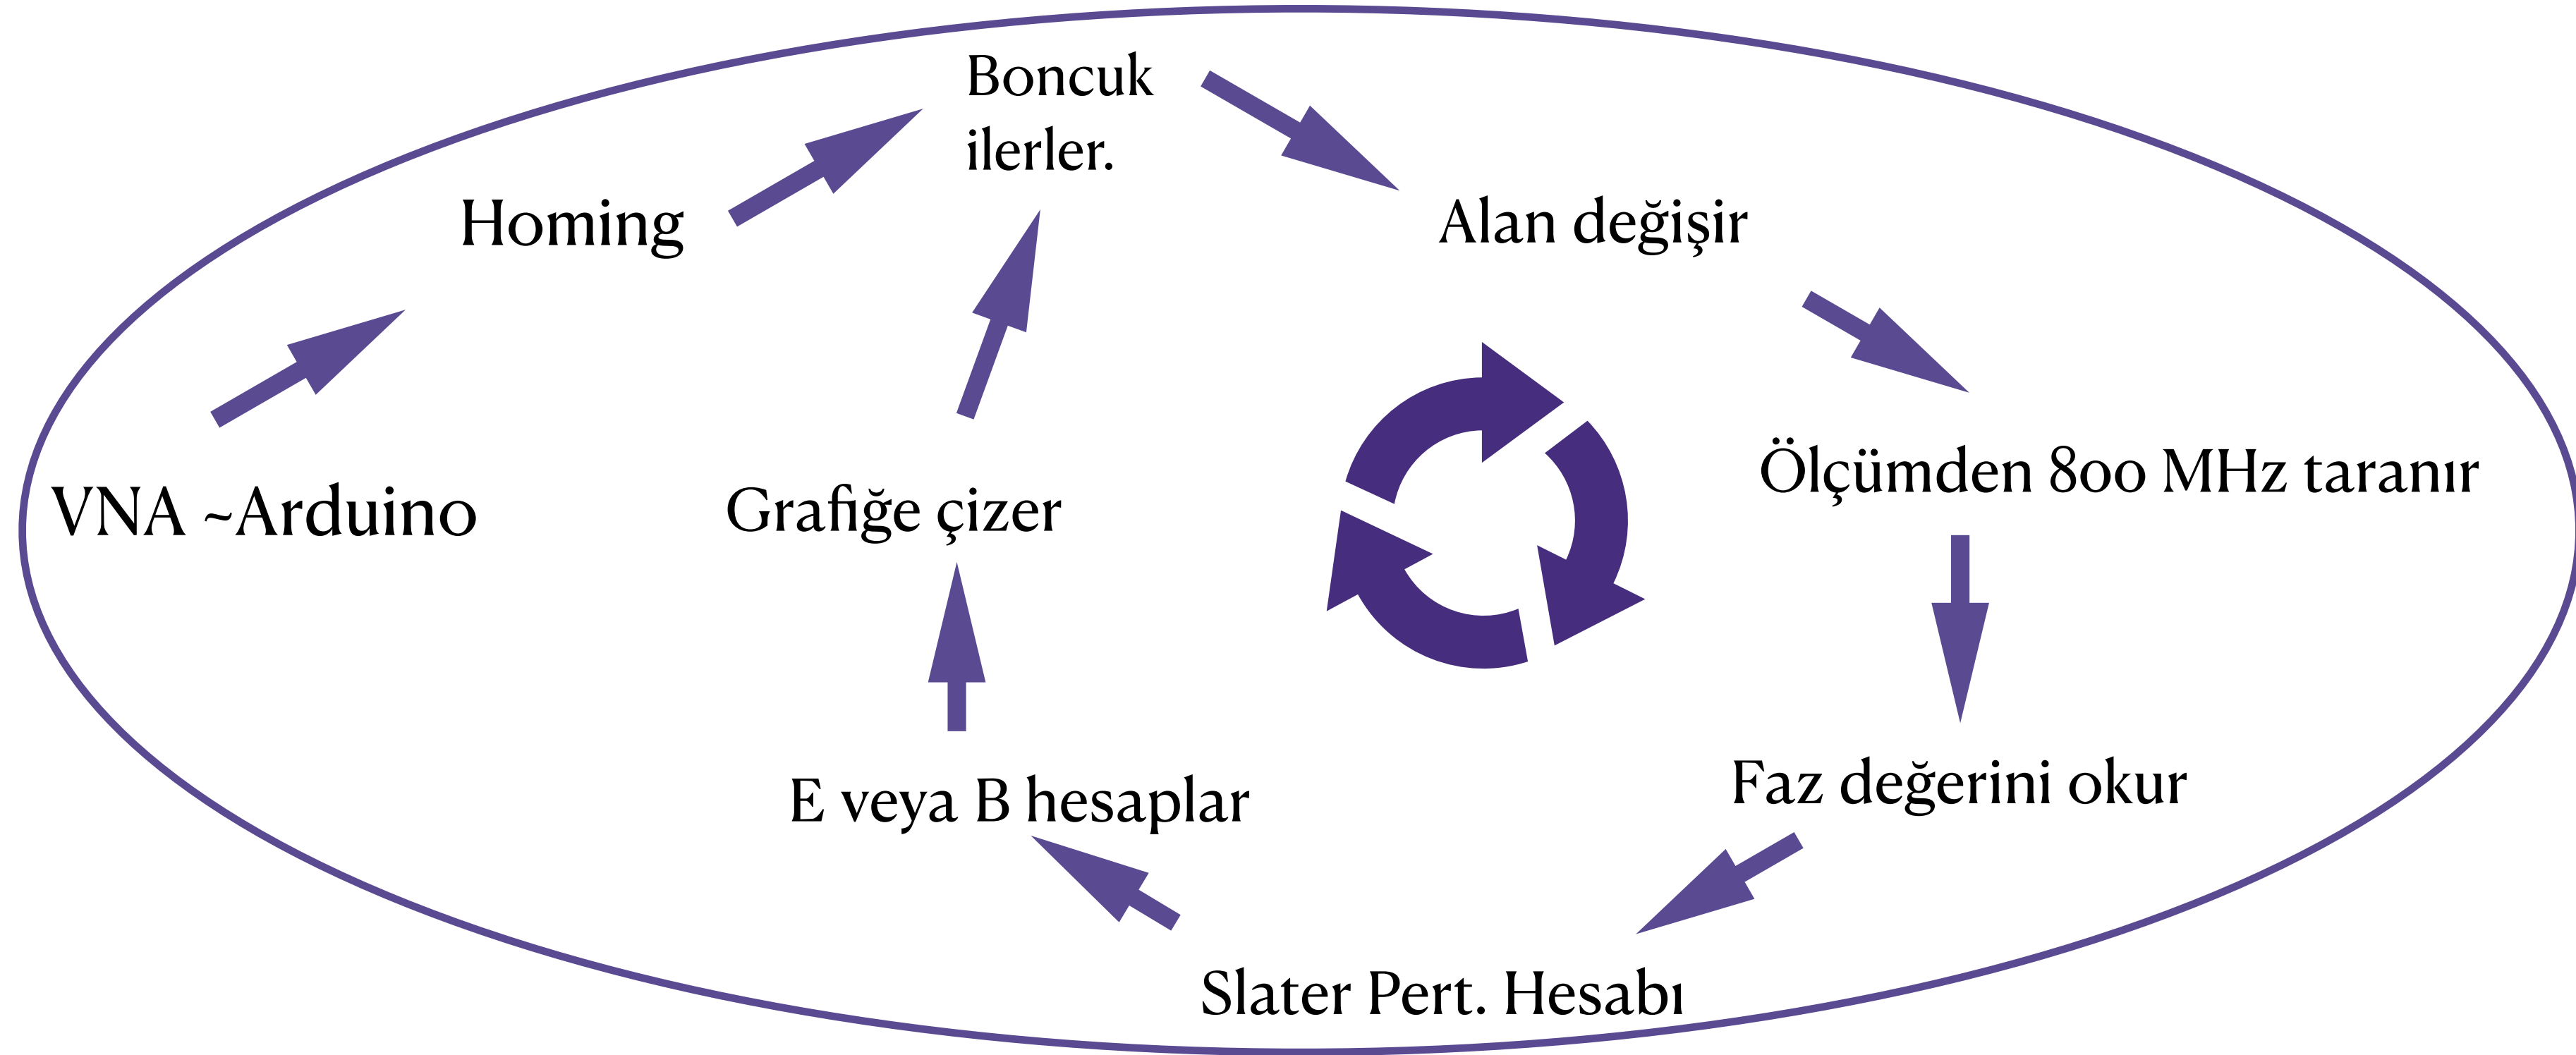 Boncuk
ilerler.
Homing
Alan değişir
VNA ~Arduino
Grafiğe çizer
Ölçümden 800 MHz taranır
E veya B hesaplar
Faz değerini okur
Slater Pert. Hesabı